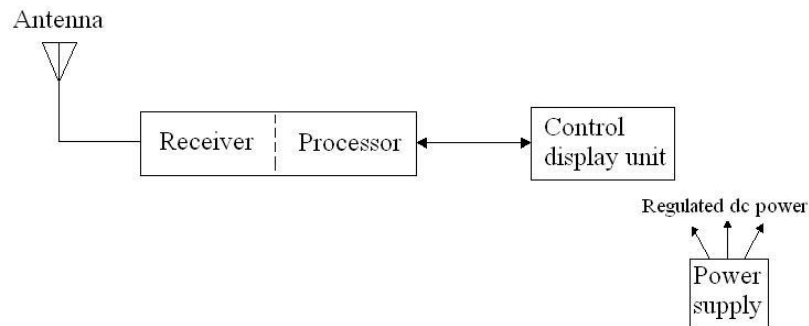 Antenna
Receiver
Processor
Control
display unit
Regulated dc power
Power
supply